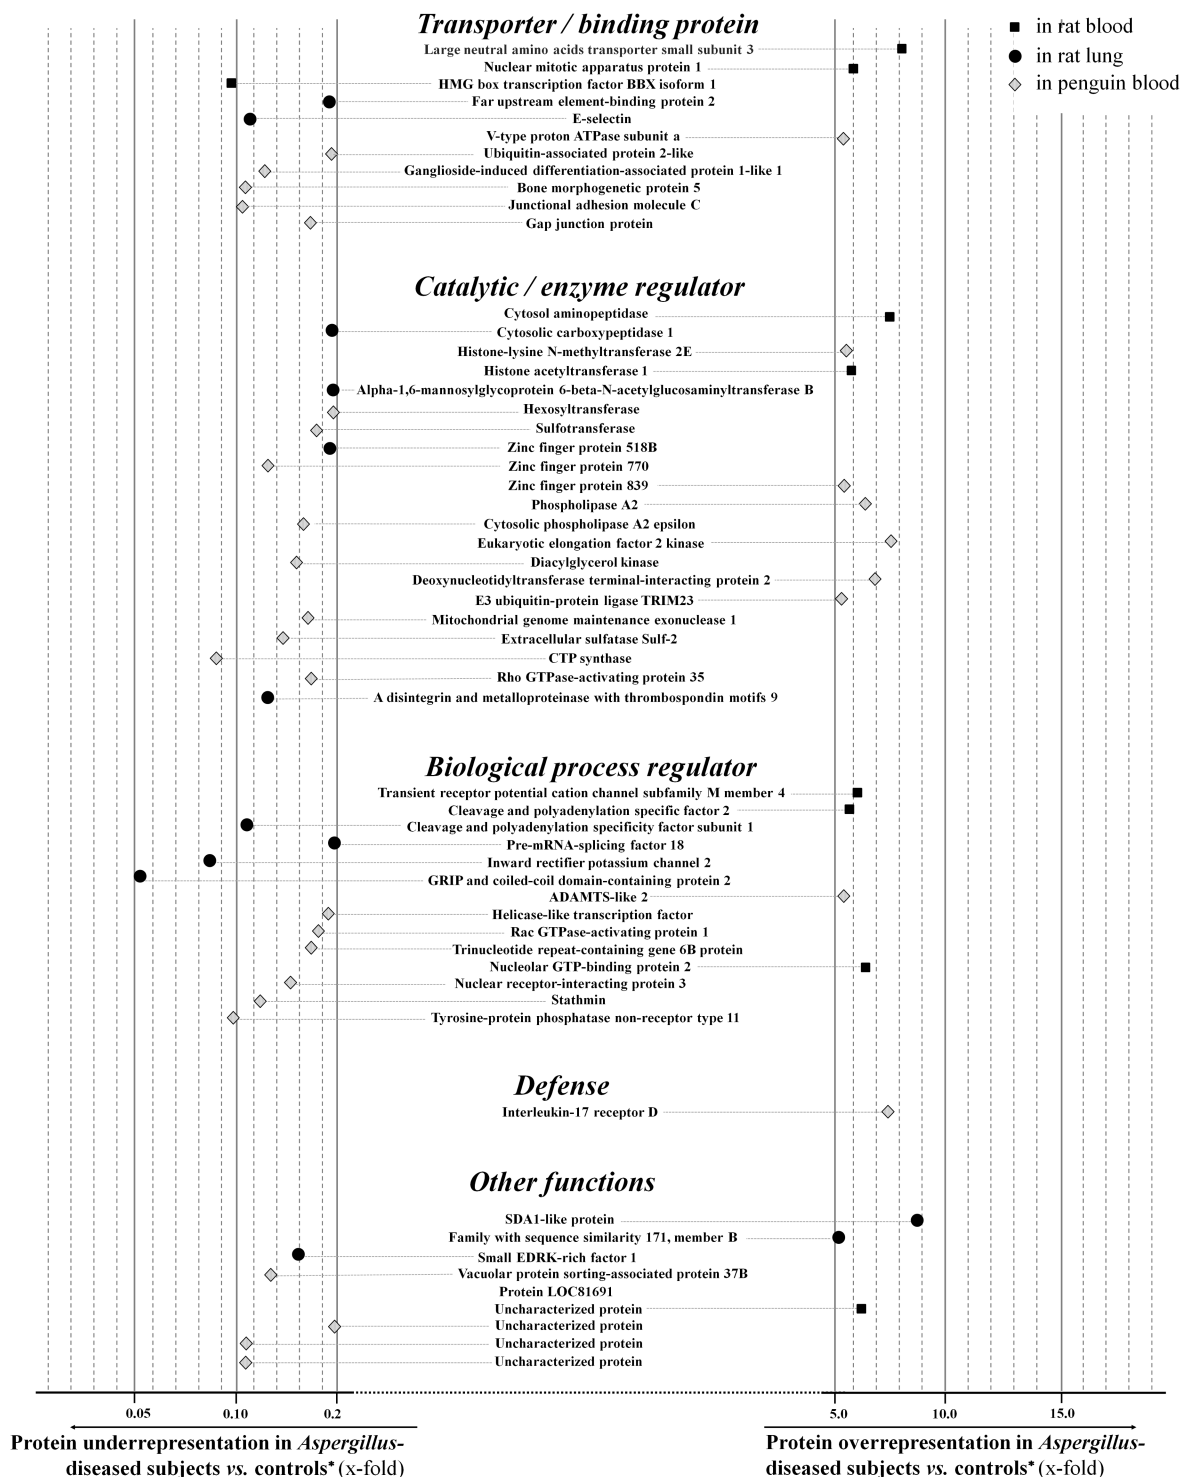 Transporter / binding protein
in rat blood
in rat lung
in penguin blood
Large neutral amino acids transporter small subunit 3
Nuclear mitotic apparatus protein 1
HMG box transcription factor BBX isoform 1
Far upstream element-binding protein 2
E-selectin
V-type proton ATPase subunit a
Ubiquitin-associated protein 2-like
Ganglioside-induced differentiation-associated protein 1-like 1
Bone morphogenetic protein 5
Junctional adhesion molecule C
Gap junction protein
Catalytic / enzyme regulator
Cytosol aminopeptidase
Cytosolic carboxypeptidase 1
Histone-lysine N-methyltransferase 2E
Histone acetyltransferase 1
Alpha-1,6-mannosylglycoprotein 6-beta-N-acetylglucosaminyltransferase B
Hexosyltransferase
Sulfotransferase
Zinc finger protein 518B
Zinc finger protein 770
Zinc finger protein 839
Phospholipase A2
Cytosolic phospholipase A2 epsilon
Eukaryotic elongation factor 2 kinase
Diacylglycerol kinase
Deoxynucleotidyltransferase terminal-interacting protein 2
E3 ubiquitin-protein ligase TRIM23
Mitochondrial genome maintenance exonuclease 1
Extracellular sulfatase Sulf-2
CTP synthase
Rho GTPase-activating protein 35
A disintegrin and metalloproteinase with thrombospondin motifs 9
Biological process regulator
Transient receptor potential cation channel subfamily M member 4
Cleavage and polyadenylation specific factor 2
Cleavage and polyadenylation specificity factor subunit 1
Pre-mRNA-splicing factor 18
Inward rectifier potassium channel 2
GRIP and coiled-coil domain-containing protein 2
ADAMTS-like 2
Helicase-like transcription factor
Rac GTPase-activating protein 1
Trinucleotide repeat-containing gene 6B protein
Nucleolar GTP-binding protein 2
Nuclear receptor-interacting protein 3
Stathmin
Tyrosine-protein phosphatase non-receptor type 11
Defense
Interleukin-17 receptor D
Other functions
SDA1-like protein
Family with sequence similarity 171, member B
Small EDRK-rich factor 1
Vacuolar protein sorting-associated protein 37B
Protein LOC81691
Uncharacterized protein
Uncharacterized protein
Uncharacterized protein
Uncharacterized protein
0.05 0.10 0.2 5.0 10.0 15.0
Protein underrepresentation in Aspergillus-
diseased subjects vs. controls* (x-fold)
Protein overrepresentation in Aspergillus-
diseased subjects vs. controls* (x-fold)